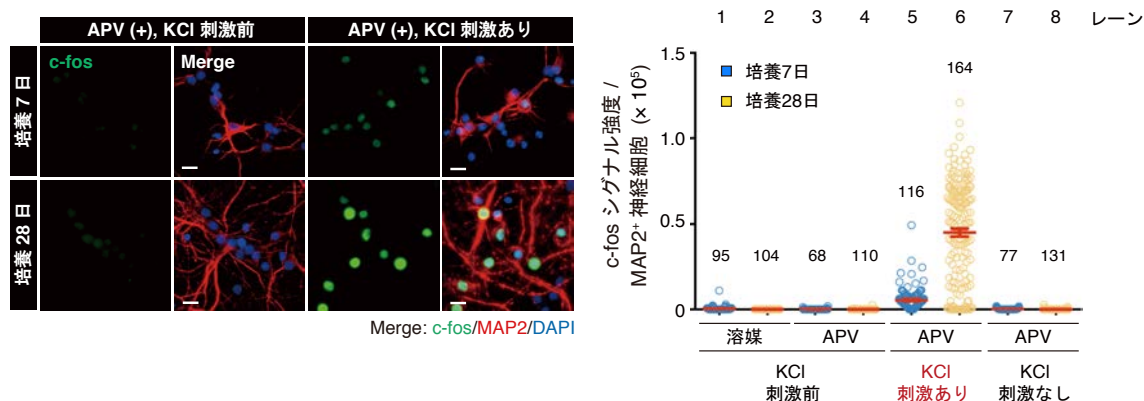 APV (+), KCl 刺激前
APV (+), KCl 刺激あり
培養 7 日
c-fos
Merge
培養 28 日
Merge: c-fos/MAP2/DAPI
1 2 3 4 5 6 7 8 レーン
c-fos シグナル強度 /
MAP2⁺ 神経細胞 (× 10⁵)
1.5
1.0
0.5
0
培養7日
培養28日
95 104 68 110 116 164 77 131
溶媒 APV APV APV
KCl
刺激前
KCl
刺激あり
KCl
刺激なし